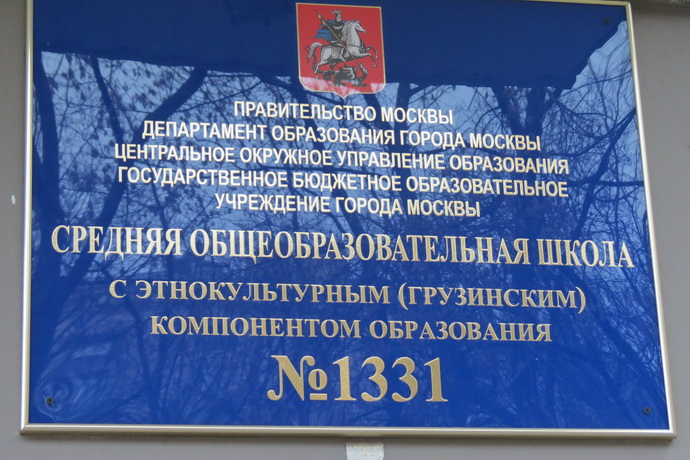 ПРАВИТЕЛЬСТВО МОСКВЫ
ДЕПАРТАМЕНТ ОБРАЗОВАНИЯ ГОРОДА МОСКВЫ
ЦЕНТРАЛЬНОЕ ОКРУЖНОЕ УПРАВЛЕНИЕ ОБРАЗОВАНИЯ
ГОСУДАРСТВЕННОЕ БЮДЖЕТНОЕ ОБРАЗОВАТЕЛЬНОЕ
УЧРЕЖДЕНИЕ ГОРОДА МОСКВЫ
СРЕДНЯЯ ОБЩЕОБРАЗОВАТЕЛЬНАЯ ШКОЛА
С ЭТНОКУЛЬТУРНЫМ (ГРУЗИНСКИМ)
КОМПОНЕНТОМ ОБРАЗОВАНИЯ
№1331